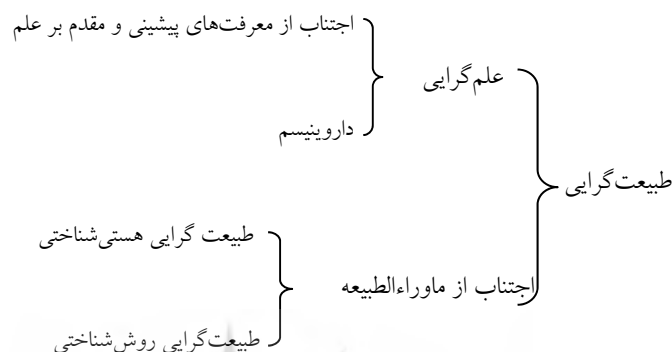 اجتناب از معرفت‌های پیشینی و مقدم بر علم
علم‌گرایی
داروینیسم
طبیعت‌گرایی
طبیعت گرایی هستی‌شناختی
اجتناب از ماوراءالطبیعه
طبیعت‌گرایی روش‌شناختی